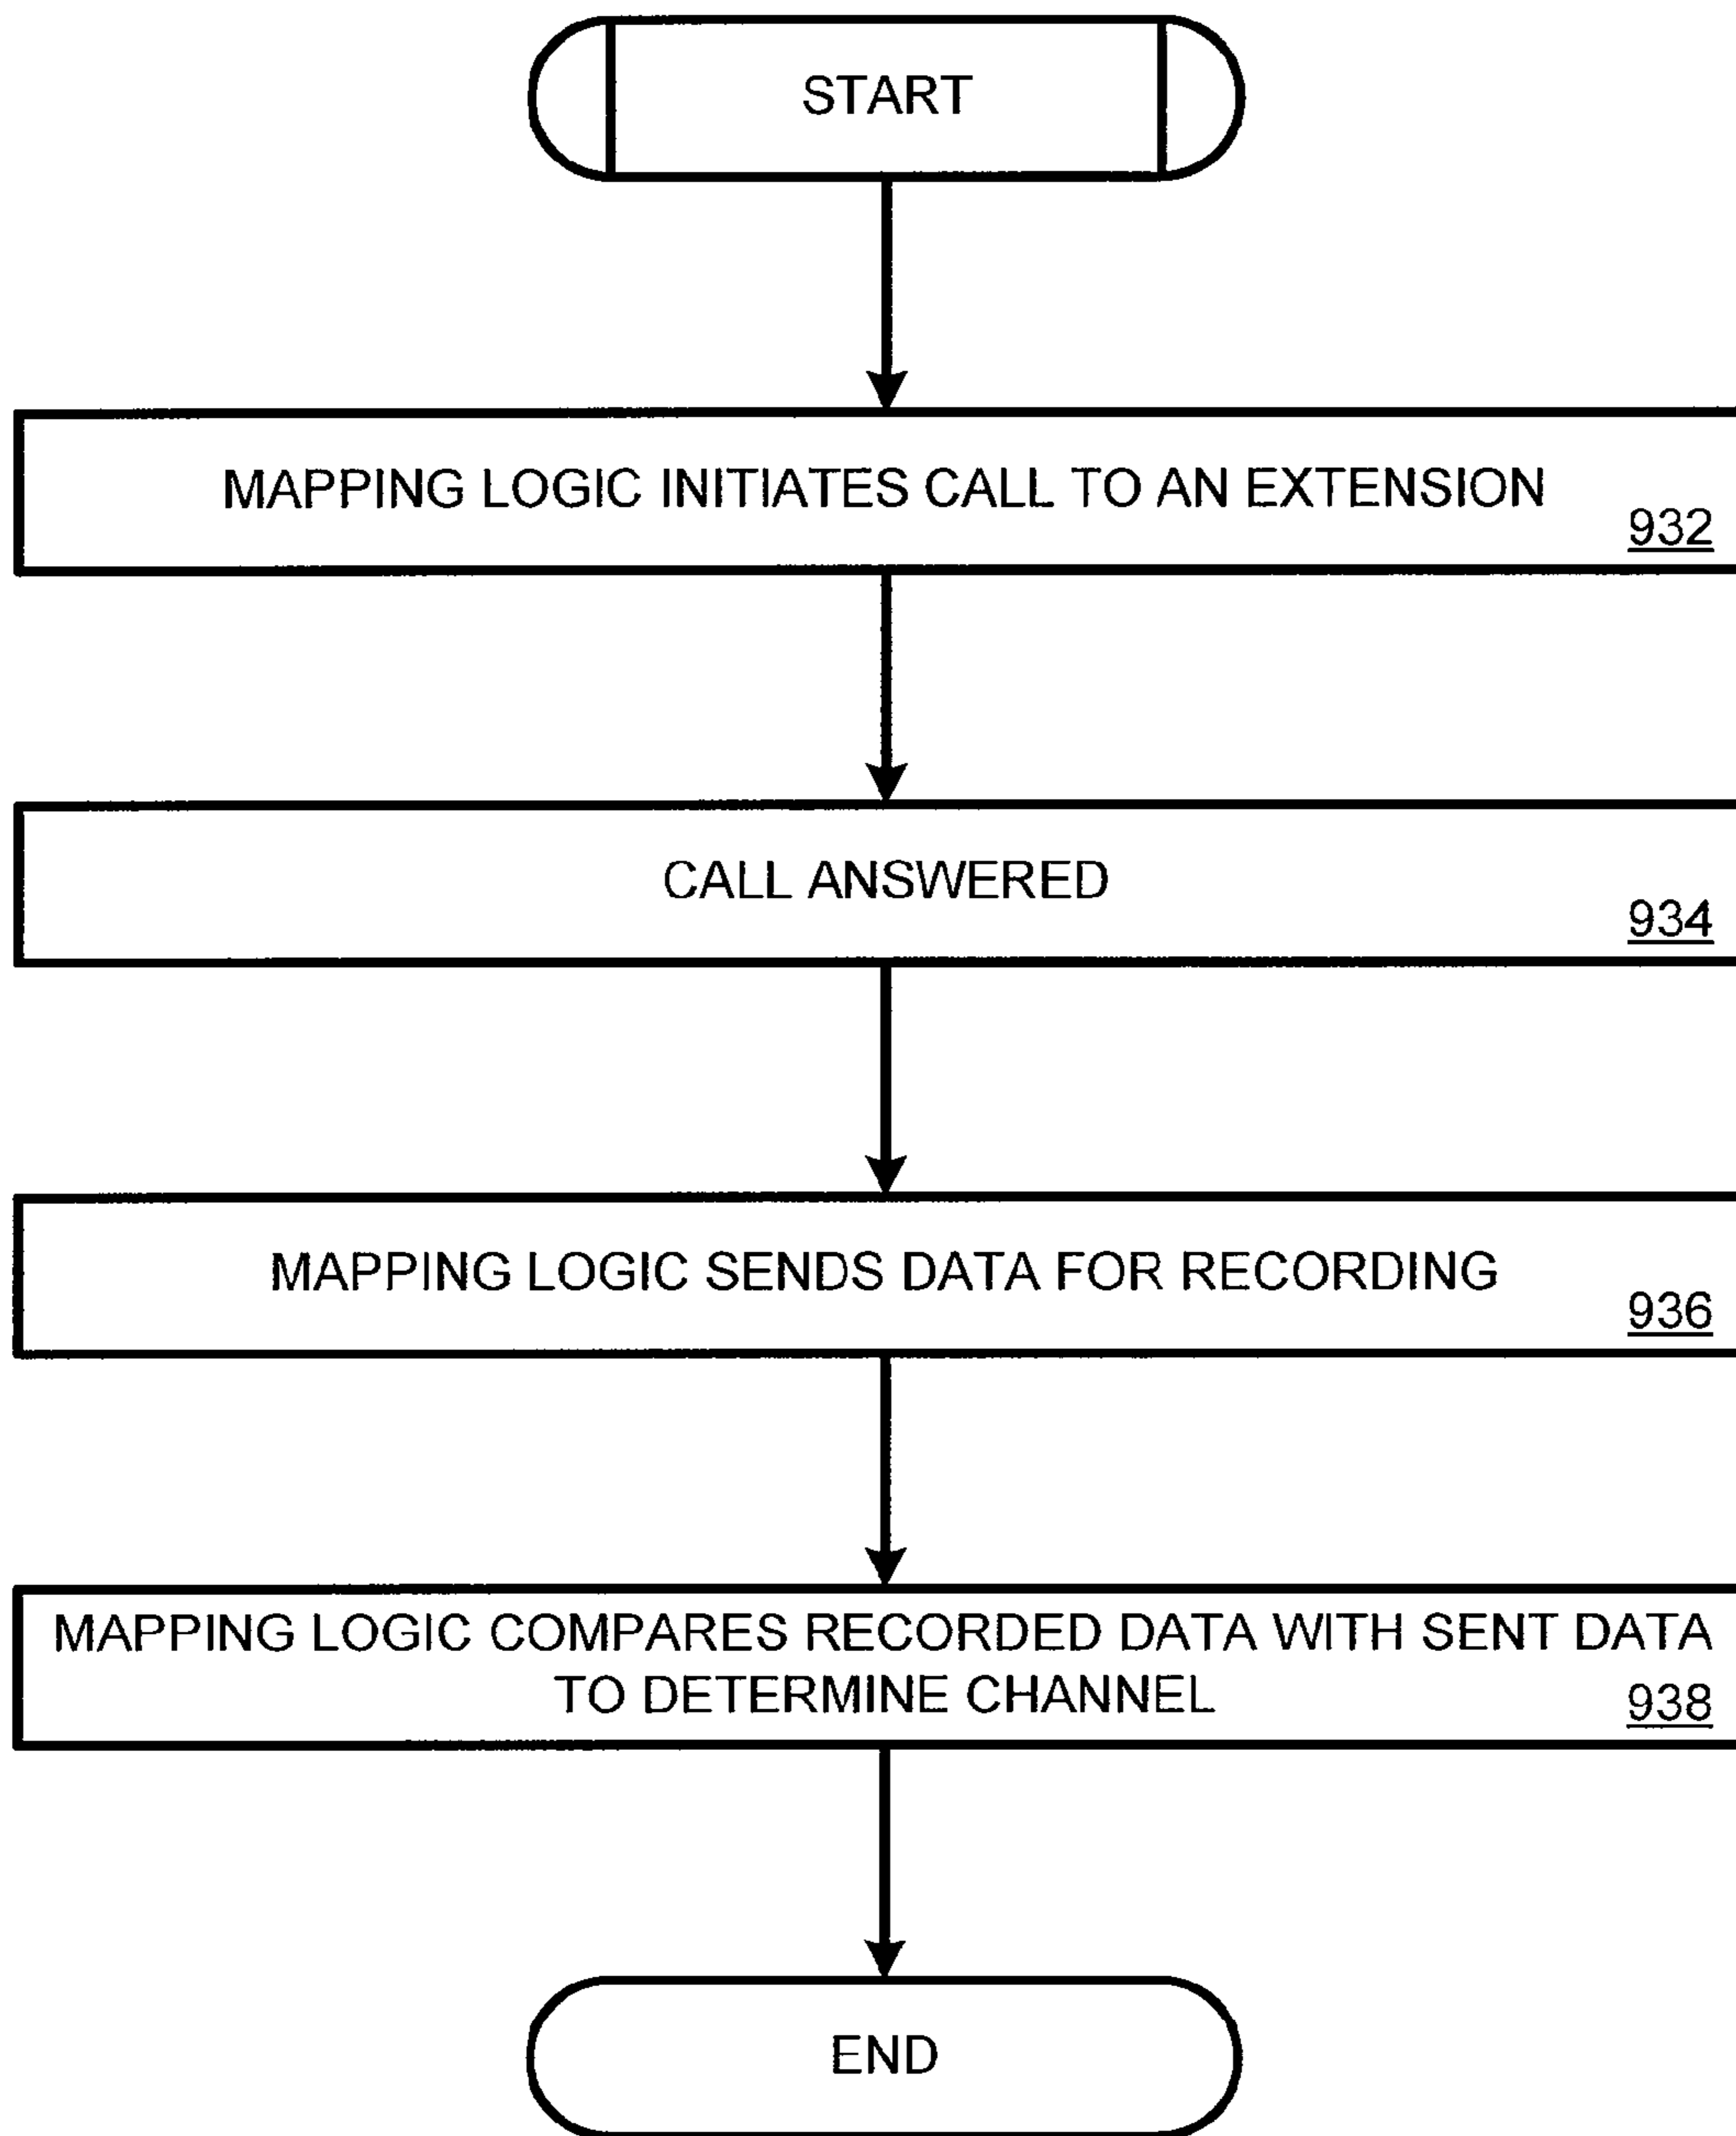 START
MAPPING LOGIC INITIATES CALL TO AN EXTENSION
932
CALL ANSWERED
934
MAPPING LOGIC SENDS DATA FOR RECORDING
936
MAPPING LOGIC COMPARES RECORDED DATA WITH SENT DATA
TO DETERMINE CHANNEL
938
END